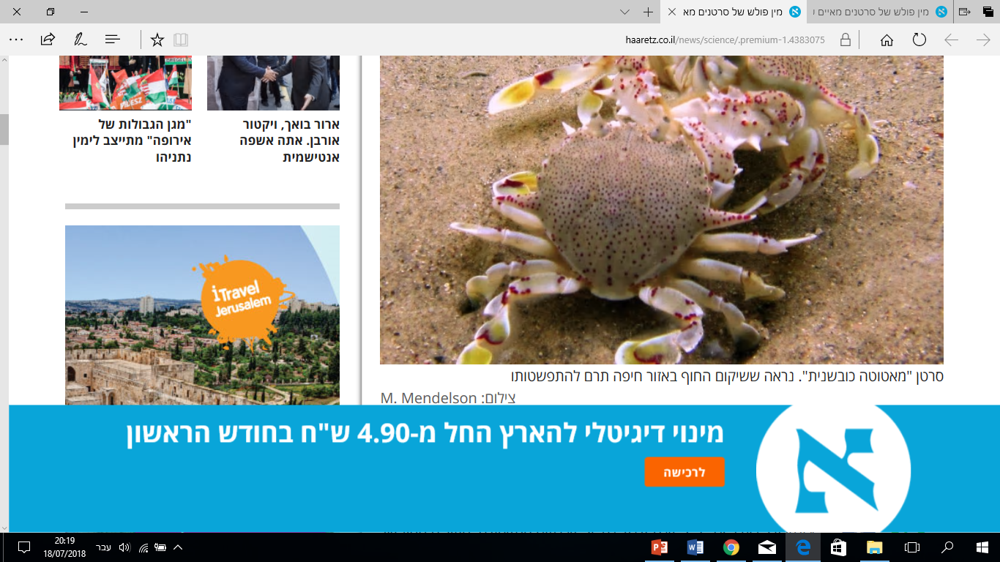 מין פולש של סרטנים מאיים ו
מין פולש של סרטנים מא
haaretz.co.il/news/science/.premium-1.4383075
PILESZ
ארור בואך, ויקטור
אורבן. אתה אשפה
אנטישמית
"מגן הגבולות של
אירופה" מתייצב לימין
נתניהו
iTravel
Jerusalem
סרטן "מאטוטה כובשנית". נראה ששיקום החוף באזור חיפה תרם להתפשטותו
צילום: M. Mendelson
מינוי דיגיטלי להארץ החל מ-4.90 ש"ח בחודש הראשון
לרכישה
א
עבר
20:19
18/07/2018